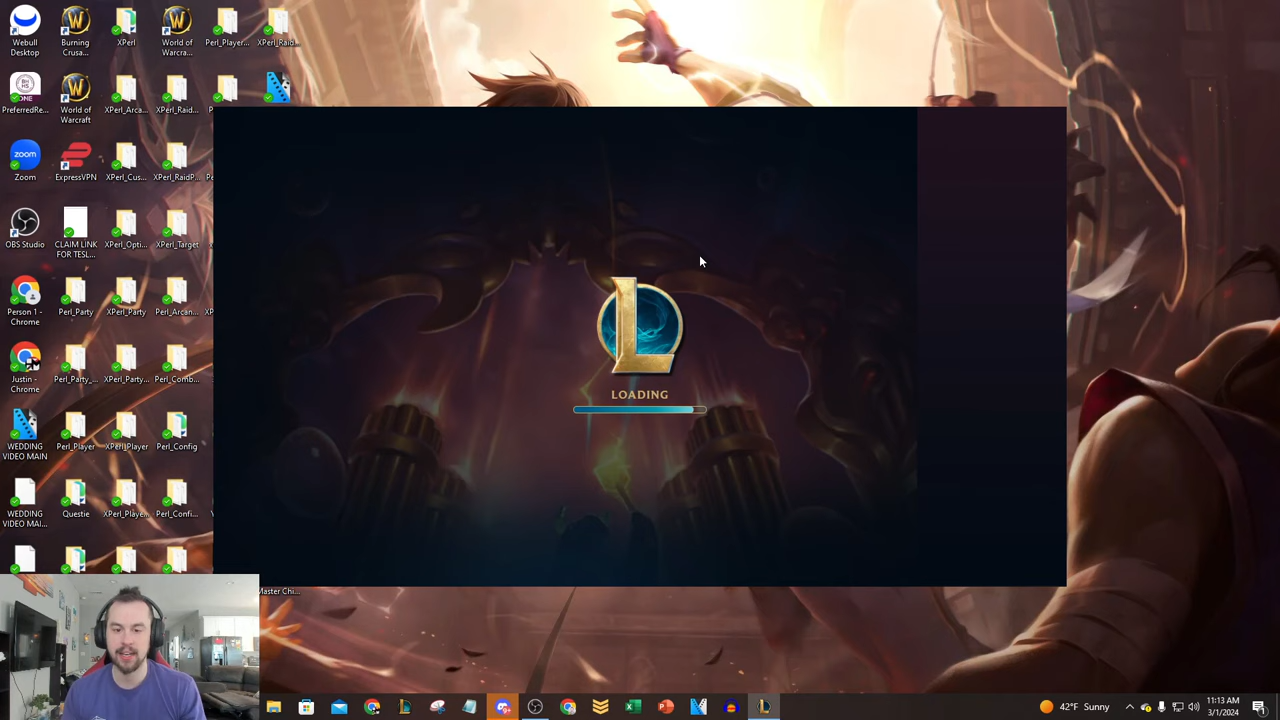 Webull
Desktop
Burning
Crusa...
XPerl
World of
Warcra...
Perl_Player...
XPerl_Raid...
PreferredRe...
World of
Warcraft
XPerl_Arca...
XPerl_Raid...
Zoom
ExpressVPN
XPerl_Cus...
XPerl_RaidP...
OBS Studio
CLAIM LINK
FOR TESL...
XPerl_Opti...
XPerl_Target
Person 1 -
Chrome
Perl_Party
XPerl_Party
Perl_Arcan...
Justin -
Chrome
Perl_Party_...
XPerl_Party...
Perl_Comb...
WEDDING
VIDEO MAIN
Perl_Player
XPerl_Player
Perl_Config
WEDDING
VIDEO MAI...
Questie
XPerl_Playe...
Perl_Confi...
zoom
LOADING
Master Chi...
42°F Sunny
11:13 AM
3/1/2024